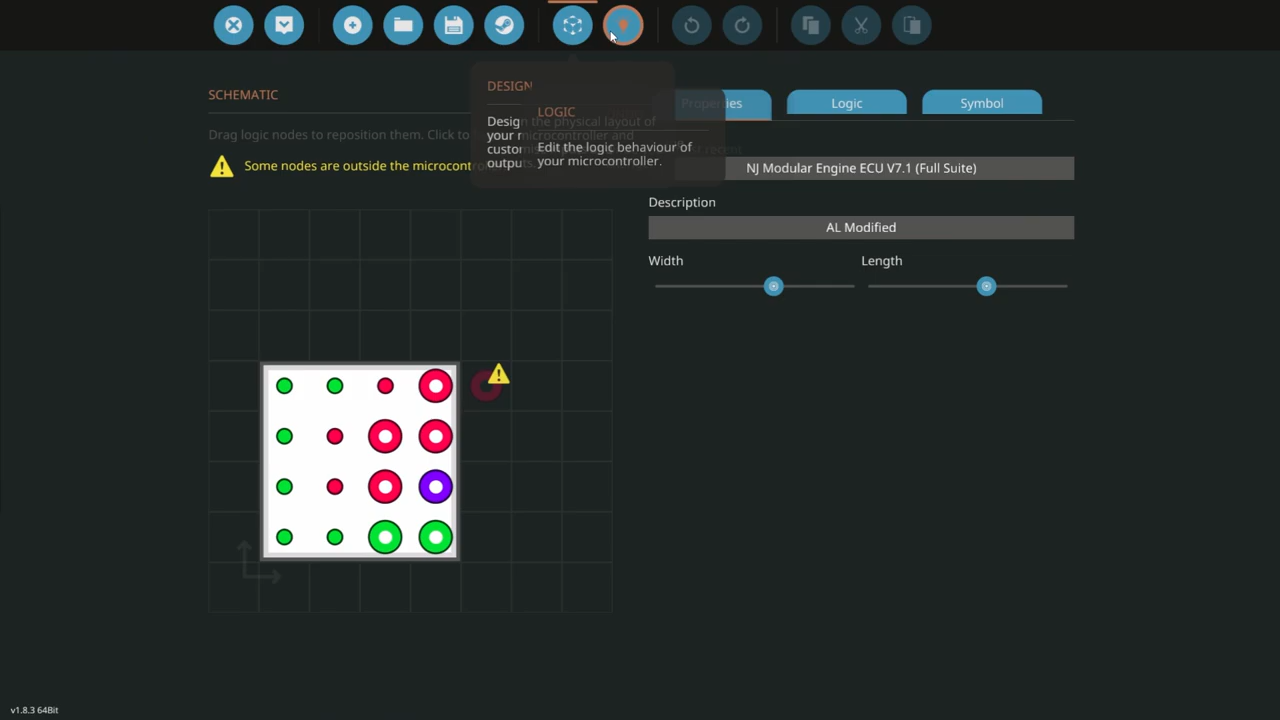 DESIGN
SCHEMATIC
Properties
Logic
Symbol
LOGIC
Design the physical layout of
Drag logic nodes to reposition them. Click to
your microcontroller and
Edit the logic behaviour of
your microcontroller.
Some nodes are outside the microcont
NJ Modular Engine ECU V7.1 (Full Suite)
Description
AL Modified
Width
Length
v1.8.3 64Bit